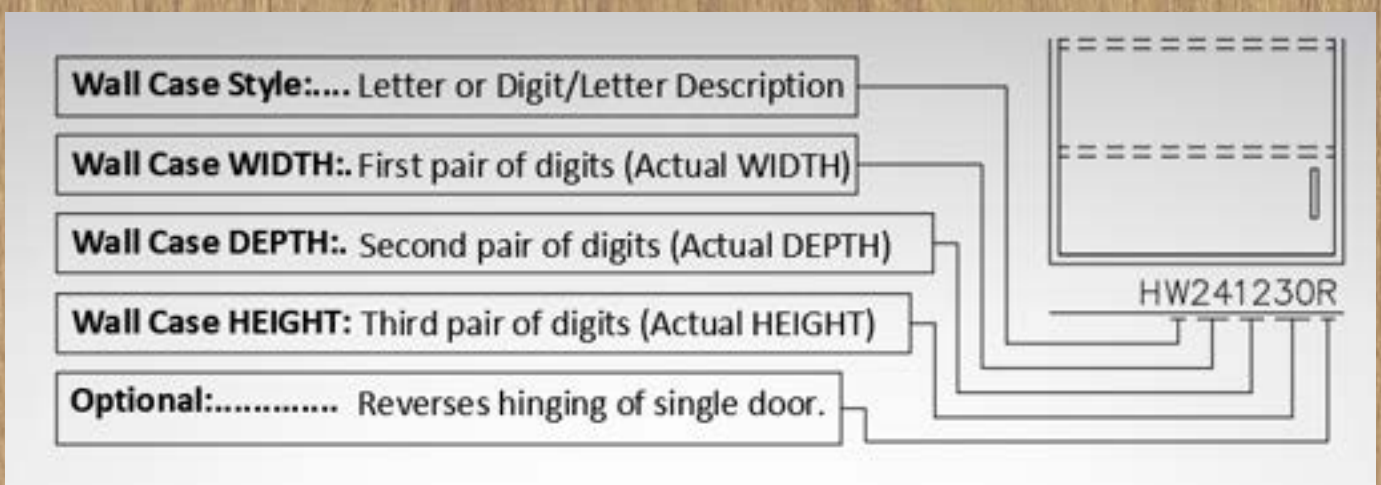 Wall Case Style:.... Letter or Digit/Letter Description
Wall Case WIDTH:. First pair of digits (Actual WIDTH)
Wall Case DEPTH:. Second pair of digits (Actual DEPTH)
HW241230R
Wall Case HEIGHT: Third pair of digits (Actual HEIGHT)
Optional:............. Reverses hinging of single door.